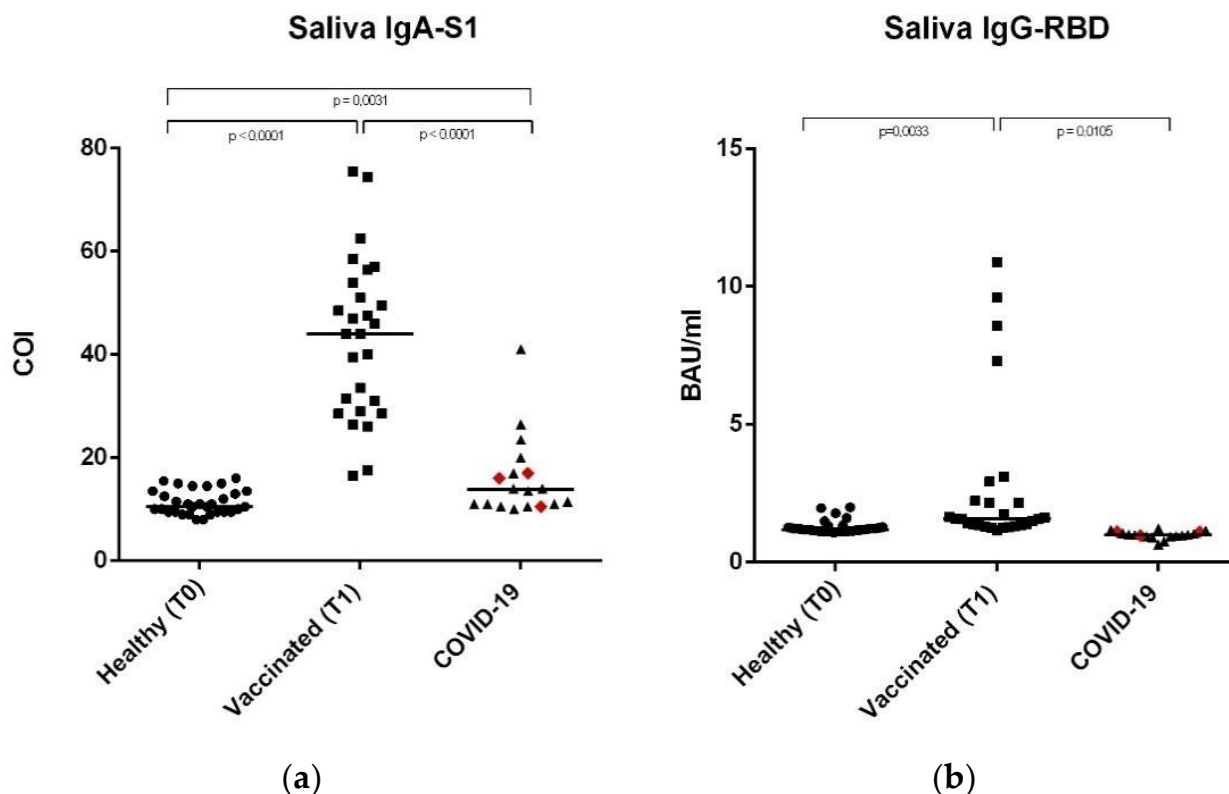 Saliva IgA-S1
p = 0,0031
p < 0,0001
p < 0,0001
80
60
40
20
0
COI
Healthy (T0)
Vaccinated (T1)
COVID-19
(a)
Saliva IgG-RBD
p=0,0033
p = 0.0105
15
10
5
0
BAU/ml
Healthy (T0)
Vaccinated (T1)
COVID-19
(b)